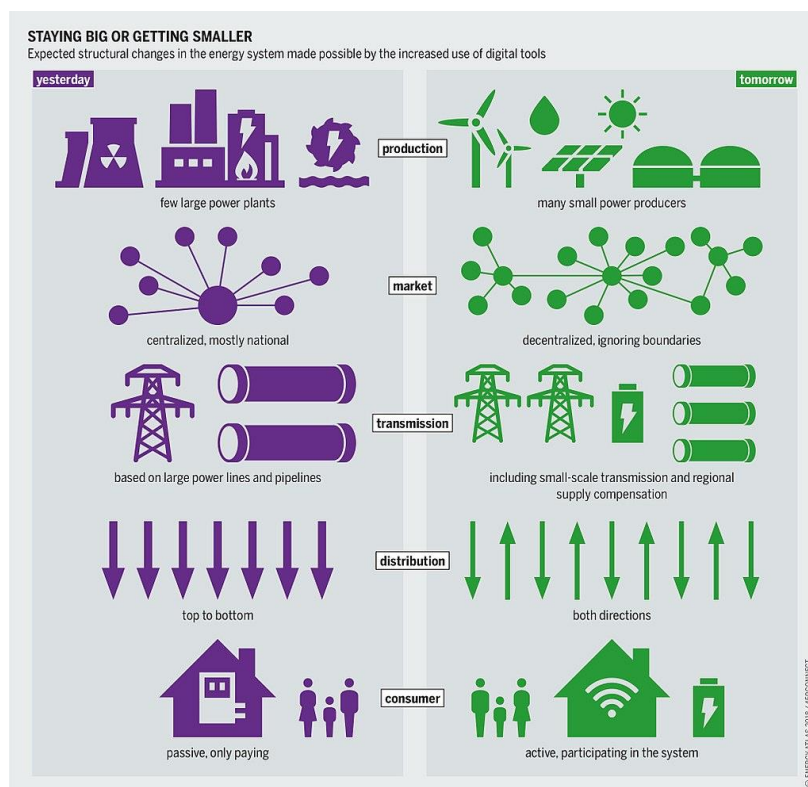 STAYING BIG OR GETTING SMALLER
Expected structural changes in the energy system made possible by the increased use of digital tools
yesterday
tomorrow
production
few large power plants
many small power producers
market
centralized, mostly national
decentralized, ignoring boundaries
transmission
based on large power lines and pipelines
including small-scale transmission and regional
supply compensation
distribution
top to bottom
both directions
consumer
passive, only paying
active, participating in the system